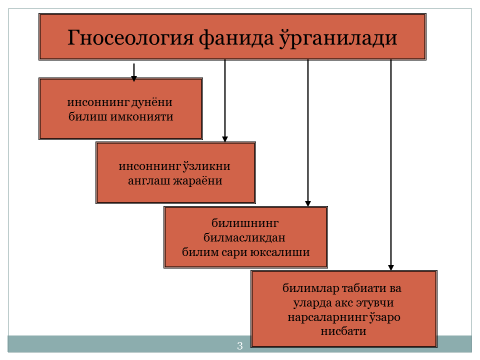 Гносеология фанида ўрганилади
инсоннинг дунёни
билиш имконияти
инсоннинг ўзликни
англаш жараёни
билишнинг
билмасликдан
билим сари юксалиши
билимлар табиати ва
уларда акс этувчи
нарсаларнинг ўзаро
нисбати
3